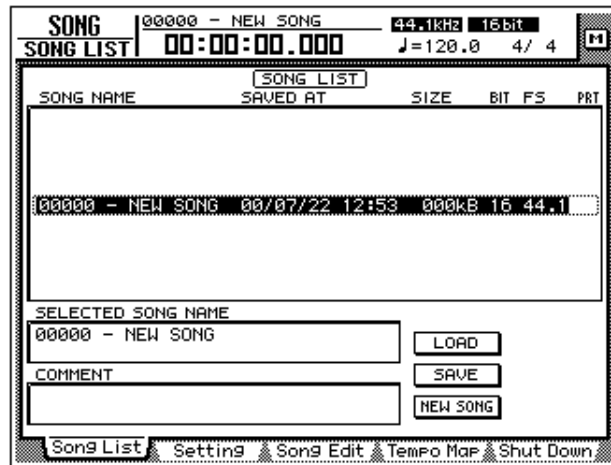 SONG 00000 - NEW SONG 44.1kHz 16bit
SONG LIST 00:00:00.000 ♩=120.0 4/ 4 M
SONG LIST
SONG NAME SAVED AT SIZE BIT FS PRT
00000 - NEW SONG 00/07/22 12:53 000kB 16 44.1
SELECTED SONG NAME
00000 - NEW SONG
LOAD
COMMENT
SAVE
NEW SONG
Song List Setting Song Edit Tempo Map Shut Down